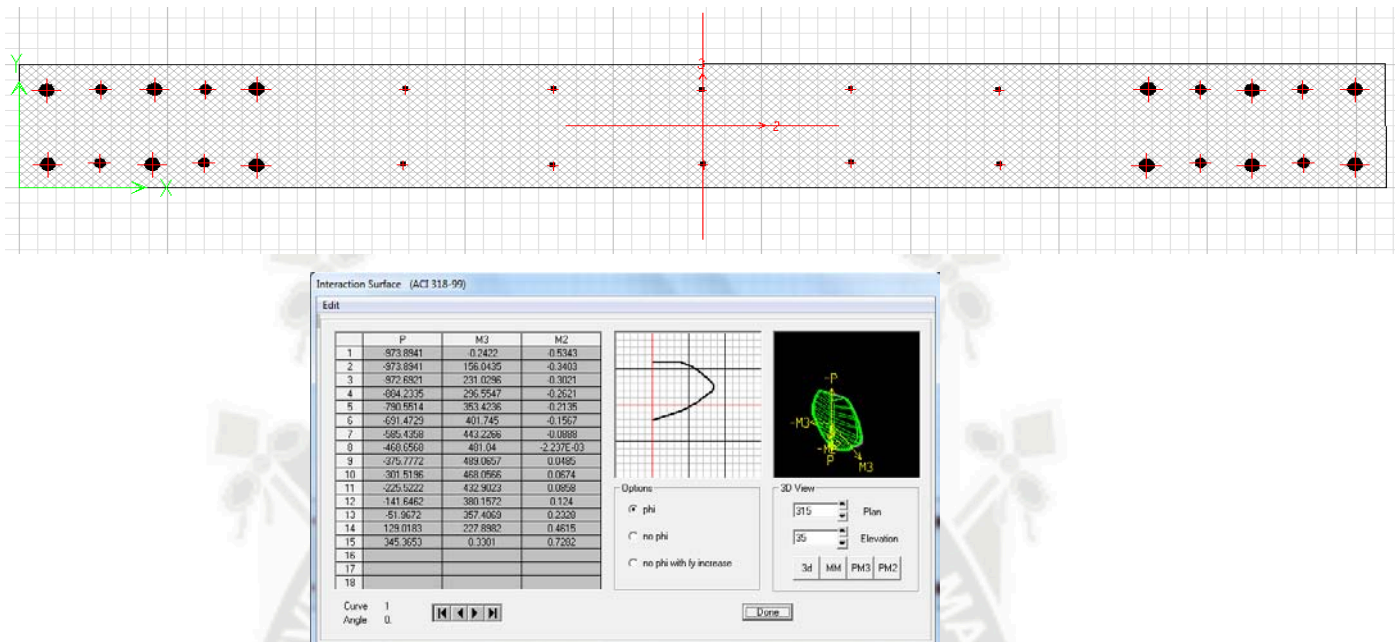 Y
3
2
X
Interaction Surface (ACI 318-99)
Edit
P M3 M2
1 -973.8941 -0.2422 -0.5343
2 -973.8941 156.0435 -0.3403
3 -972.6921 231.0296 -0.3021
4 -884.2335 296.5547 -0.2621
5 -790.5514 353.4236 -0.2135
6 -691.4729 401.745 -0.1567
7 -585.4358 443.2266 -0.0888
8 -468.6568 481.04 -2.237E-03
9 -375.7772 489.0657 0.0485
10 -301.5196 468.0566 0.0674
11 -225.5222 432.9023 0.0858
12 -141.6462 380.1572 0.124
13 -51.9672 357.4069 0.2320
14 129.0183 227.8982 0.4615
15 345.3653 0.3301 0.7282
16
17
18
-P
-M3
P
M3
Options
phi
no phi
no phi with fy increase
3D View
315 Plan
35 Elevation
3d MM PM3 PM2
Curve 1
Angle 0.
Done